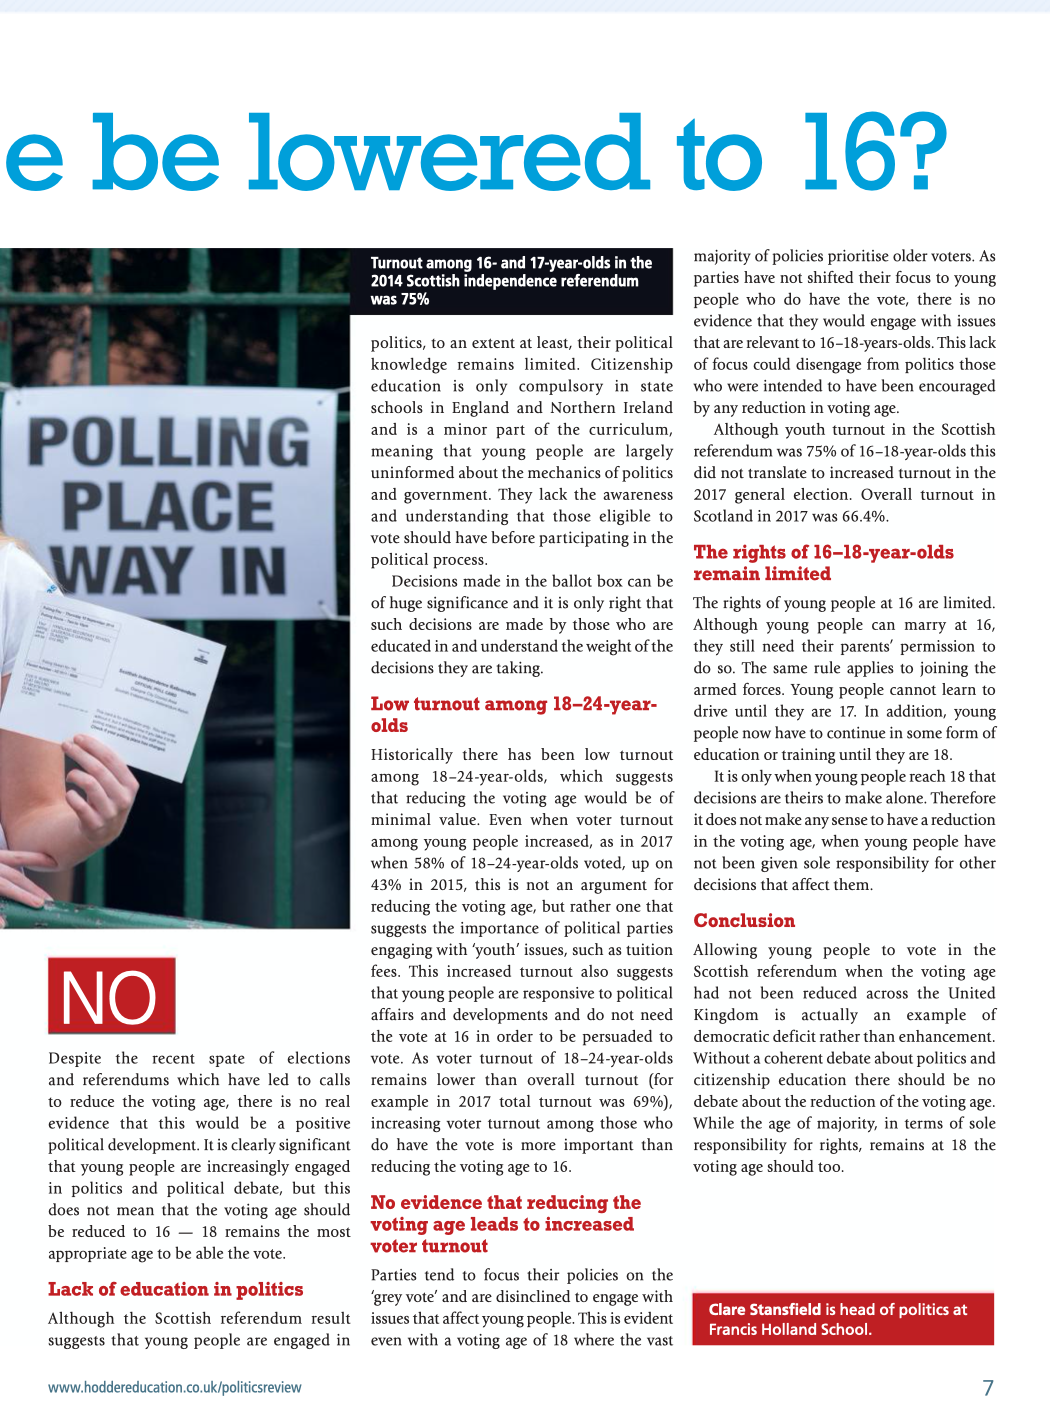 e be lowered to 16?
POLLING
PLACE
WAY IN
Scottish Independence Referendum
OFFICIAL POLL CARD
Turnout among 16- and 17-year-olds in the
2014 Scottish independence referendum
was 75%
NO
Despite the recent spate of elections
and referendums which have led to calls
to reduce the voting age, there is no real
evidence that this would be a positive
political development. It is clearly significant
that young people are increasingly engaged
in politics and political debate, but this
does not mean that the voting age should
be reduced to 16 — 18 remains the most
appropriate age to be able the vote.
Lack of education in politics
Although the Scottish referendum result
suggests that young people are engaged in
politics, to an extent at least, their political
knowledge remains limited. Citizenship
education is only compulsory in state
schools in England and Northern Ireland
and is a minor part of the curriculum,
meaning that young people are largely
uninformed about the mechanics of politics
and government. They lack the awareness
and understanding that those eligible to
vote should have before participating in the
political process.
Decisions made in the ballot box can be
of huge significance and it is only right that
such decisions are made by those who are
educated in and understand the weight of the
decisions they are taking.
Low turnout among 18–24-year-
olds
Historically there has been low turnout
among 18–24-year-olds, which suggests
that reducing the voting age would be of
minimal value. Even when voter turnout
among young people increased, as in 2017
when 58% of 18–24-year-olds voted, up on
43% in 2015, this is not an argument for
reducing the voting age, but rather one that
suggests the importance of political parties
engaging with ‘youth’ issues, such as tuition
fees. This increased turnout also suggests
that young people are responsive to political
affairs and developments and do not need
the vote at 16 in order to be persuaded to
vote. As voter turnout of 18–24-year-olds
remains lower than overall turnout (for
example in 2017 total turnout was 69%),
increasing voter turnout among those who
do have the vote is more important than
reducing the voting age to 16.
No evidence that reducing the
voting age leads to increased
voter turnout
Parties tend to focus their policies on the
‘grey vote’ and are disinclined to engage with
issues that affect young people. This is evident
even with a voting age of 18 where the vast
majority of policies prioritise older voters. As
parties have not shifted their focus to young
people who do have the vote, there is no
evidence that they would engage with issues
that are relevant to 16–18-years-olds. This lack
of focus could disengage from politics those
who were intended to have been encouraged
by any reduction in voting age.
Although youth turnout in the Scottish
referendum was 75% of 16–18-year-olds this
did not translate to increased turnout in the
2017 general election. Overall turnout in
Scotland in 2017 was 66.4%.
The rights of 16–18-year-olds
remain limited
The rights of young people at 16 are limited.
Although young people can marry at 16,
they still need their parents’ permission to
do so. The same rule applies to joining the
armed forces. Young people cannot learn to
drive until they are 17. In addition, young
people now have to continue in some form of
education or training until they are 18.
It is only when young people reach 18 that
decisions are theirs to make alone. Therefore
it does not make any sense to have a reduction
in the voting age, when young people have
not been given sole responsibility for other
decisions that affect them.
Conclusion
Allowing young people to vote in the
Scottish referendum when the voting age
had not been reduced across the United
Kingdom is actually an example of
democratic deficit rather than enhancement.
Without a coherent debate about politics and
citizenship education there should be no
debate about the reduction of the voting age.
While the age of majority, in terms of sole
responsibility for rights, remains at 18 the
voting age should too.
Clare Stansfield is head of politics at
Francis Holland School.
www.hoddereducation.co.uk/politicsreview
7